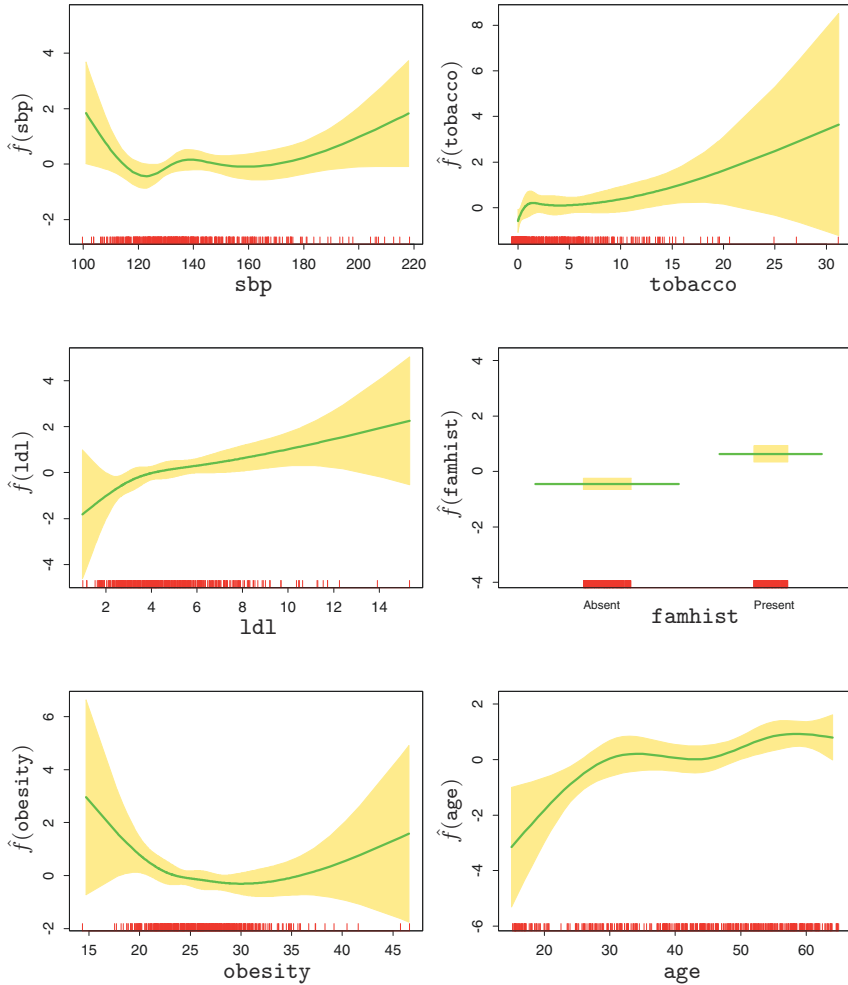 4
2
0
-2
f̂(sbp)
100 120 140 160 180 200 220
sbp
8
6
4
2
0
f̂(tobacco)
0 5 10 15 20 25 30
tobacco
4
2
0
-2
-4
f̂(ldl)
2 4 6 8 10 12 14
ldl
4
2
0
-2
-4
f̂(famhist)
Absent Present
famhist
6
4
2
0
-2
f̂(obesity)
15 20 25 30 35 40 45
obesity
2
0
-2
-4
-6
f̂(age)
20 30 40 50 60
age